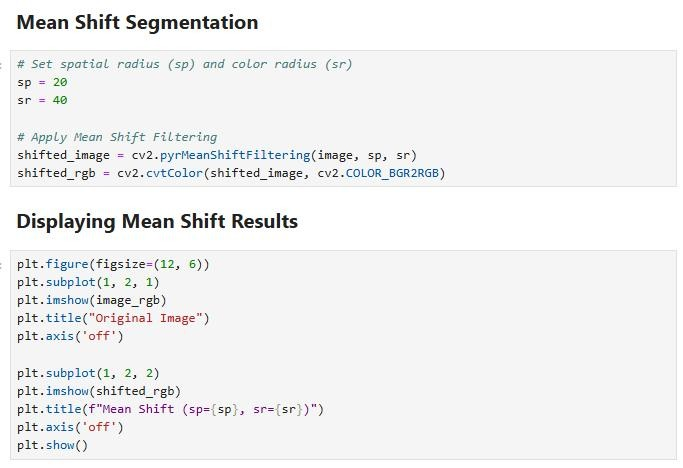 Mean Shift Segmentation
# Set spatial radius (sp) and color radius (sr)
sp = 20
sr = 40
# Apply Mean Shift Filtering
shifted_image = cv2.pyrMeanShiftFiltering(image, sp, sr)
shifted_rgb = cv2.cvtColor(shifted_image, cv2.COLOR_BGR2RGB)
Displaying Mean Shift Results
plt.figure(figsize=(12, 6))
plt.subplot(1, 2, 1)
plt.imshow(image_rgb)
plt.title("Original Image")
plt.axis('off')
plt.subplot(1, 2, 2)
plt.imshow(shifted_rgb)
plt.title(f"Mean Shift (sp={sp}, sr={sr})")
plt.axis('off')
plt.show()